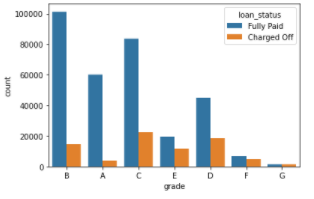 loan_status
Fully Paid
Charged Off
100000
80000
60000
40000
20000
0
count
B A C E D F G
grade